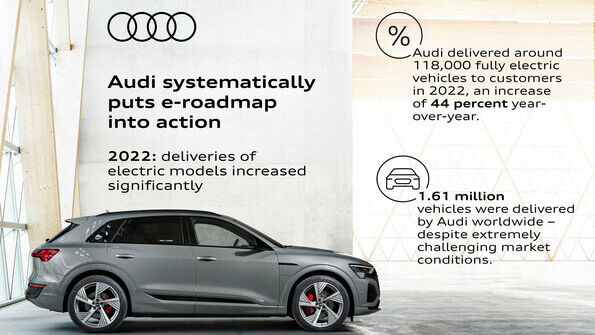 Audi systematically
puts e-roadmap
into action
2022: deliveries of
electric models increased
significantly
%
Audi delivered around
118,000 fully electric
vehicles to customers
in 2022, an increase
of 44 percent year-
over-year.
1.61 million
vehicles were delivered
by Audi worldwide –
despite extremely
challenging market
conditions.